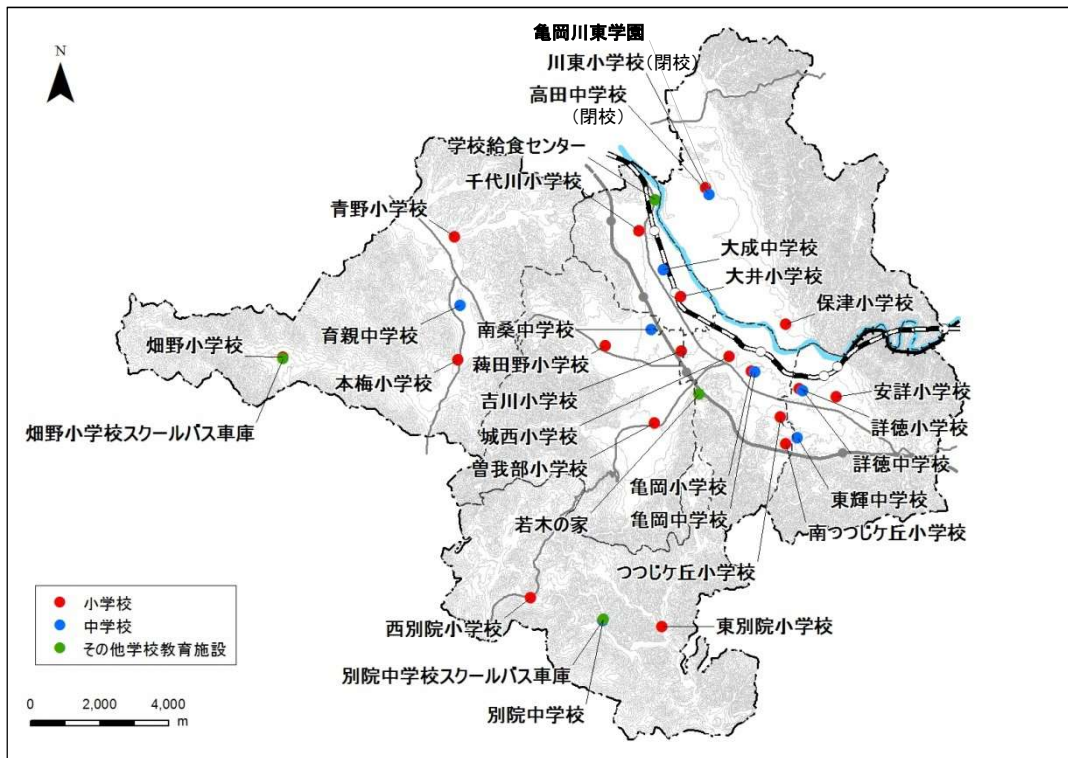 N
亀岡川東学園
川東小学校(閉校)
高田中学校
(閉校)
学校給食センター
千代川小学校
青野小学校
大成中学校
大井小学校
保津小学校
育親中学校
南桑中学校
畑野小学校
本梅小学校
薭田野小学校
吉川小学校
安詳小学校
畑野小学校スクールバス車庫
城西小学校
詳徳小学校
曽我部小学校
詳徳中学校
亀岡小学校
東輝中学校
若木の家
亀岡中学校
南つつじケ丘小学校
つつじケ丘小学校
小学校
中学校
その他学校教育施設
西別院小学校
東別院小学校
別院中学校スクールバス車庫
別院中学校
0 2,000 4,000
m